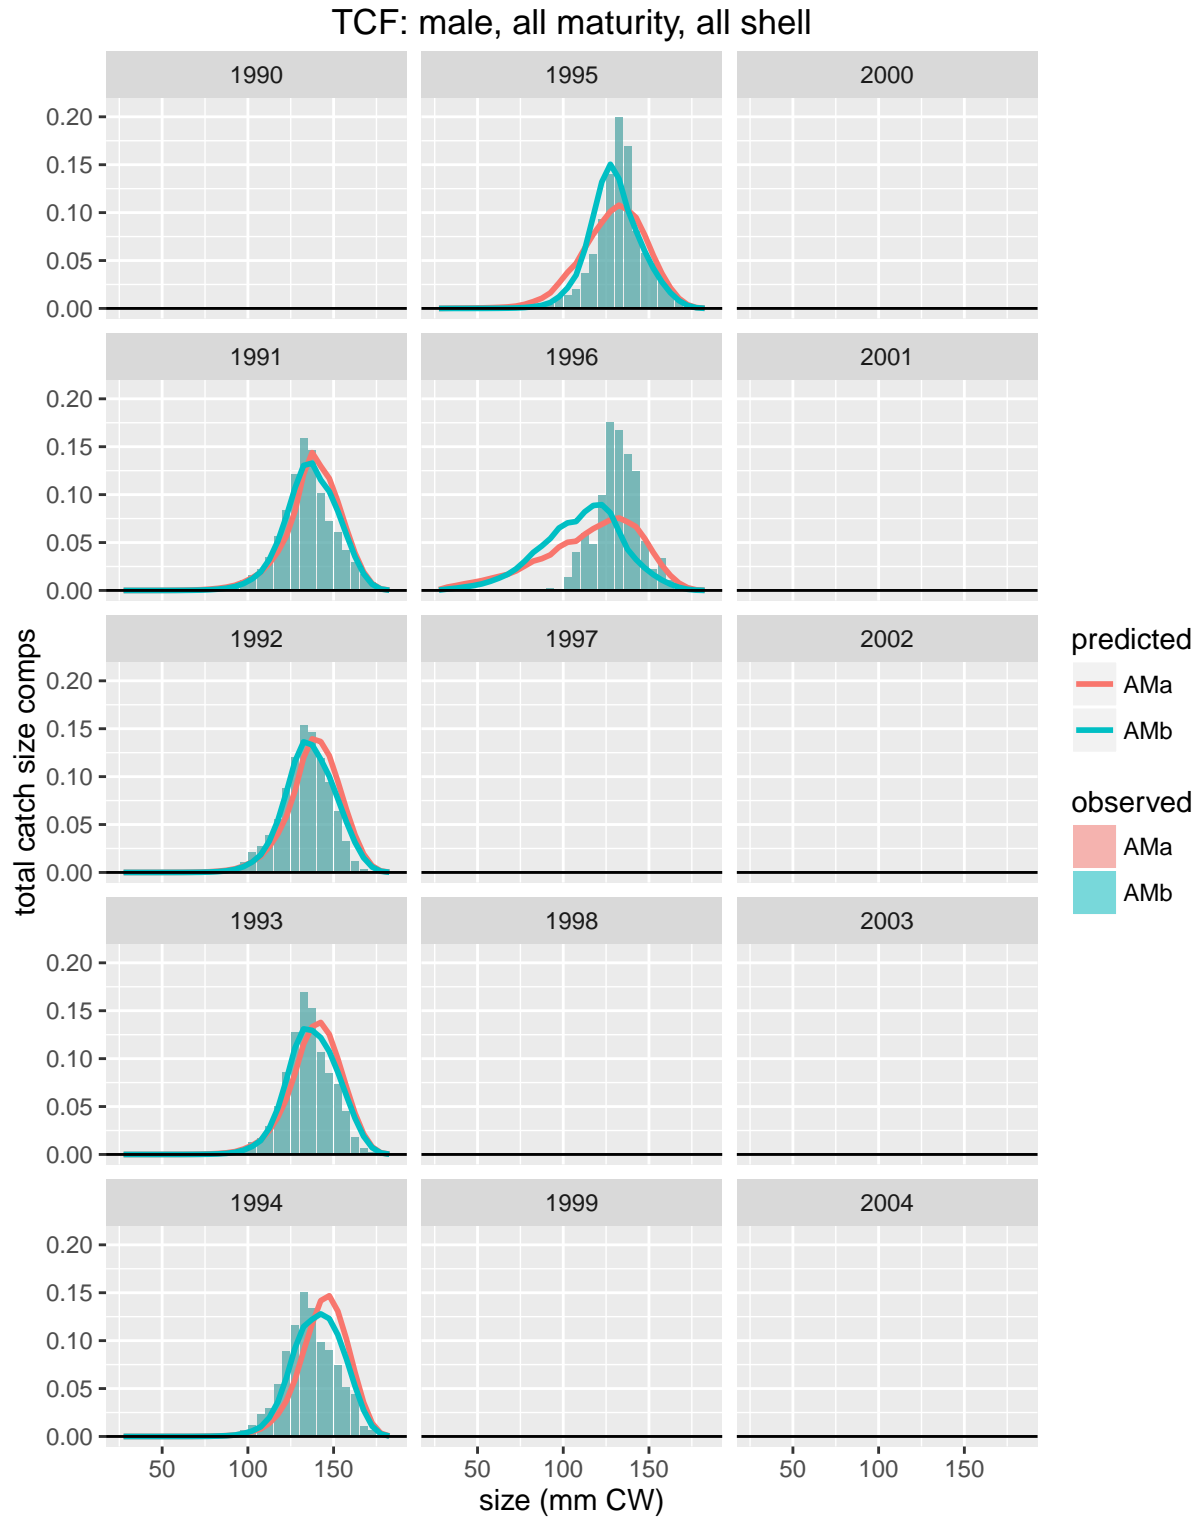 TCF: male, all maturity, all shell
1990 1995 2000
0.20
0.15
0.10
0.05
0.00
1991 1996 2001
0.20
0.15
0.10
0.05
0.00
1992 1997 2002
0.20
0.15
0.10
0.05
0.00
1993 1998 2003
0.20
0.15
0.10
0.05
0.00
1994 1999 2004
0.20
0.15
0.10
0.05
0.00
50 100 150 50 100 150 50 100 150
size (mm CW)
total catch size comps
predicted
AMa
AMb
observed
AMa
AMb